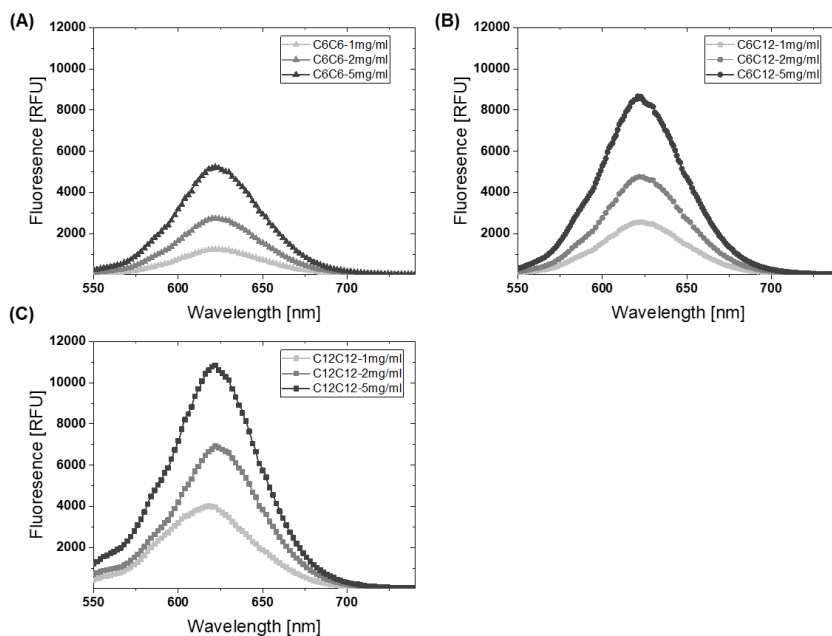 (A)
12000
10000
8000
6000
4000
2000
Fluoresence [RFU]
C6C6-1mg/ml
C6C6-2mg/ml
C6C6-5mg/ml
550 600 650 700
Wavelength [nm]
(B)
12000
10000
8000
6000
4000
2000
Fluoresence [RFU]
C6C12-1mg/ml
C6C12-2mg/ml
C6C12-5mg/ml
550 600 650 700
Wavelength [nm]
(C)
12000
10000
8000
6000
4000
2000
Fluoresence [RFU]
C12C12-1mg/ml
C12C12-2mg/ml
C12C12-5mg/ml
550 600 650 700
Wavelength [nm]